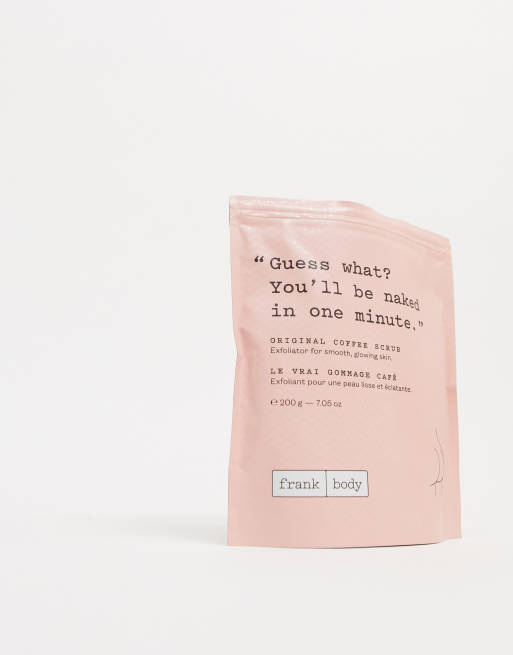 “Guess what?
You’ll be naked
in one minute.”
ORIGINAL COFFEE SCRUB
Exfoliator for smooth, glowing skin.
LE VRAI GOMMAGE CAFÉ
Exfoliant pour une peau lisse et éclatante.
℮ 200 g — 7.05 oz
frank body